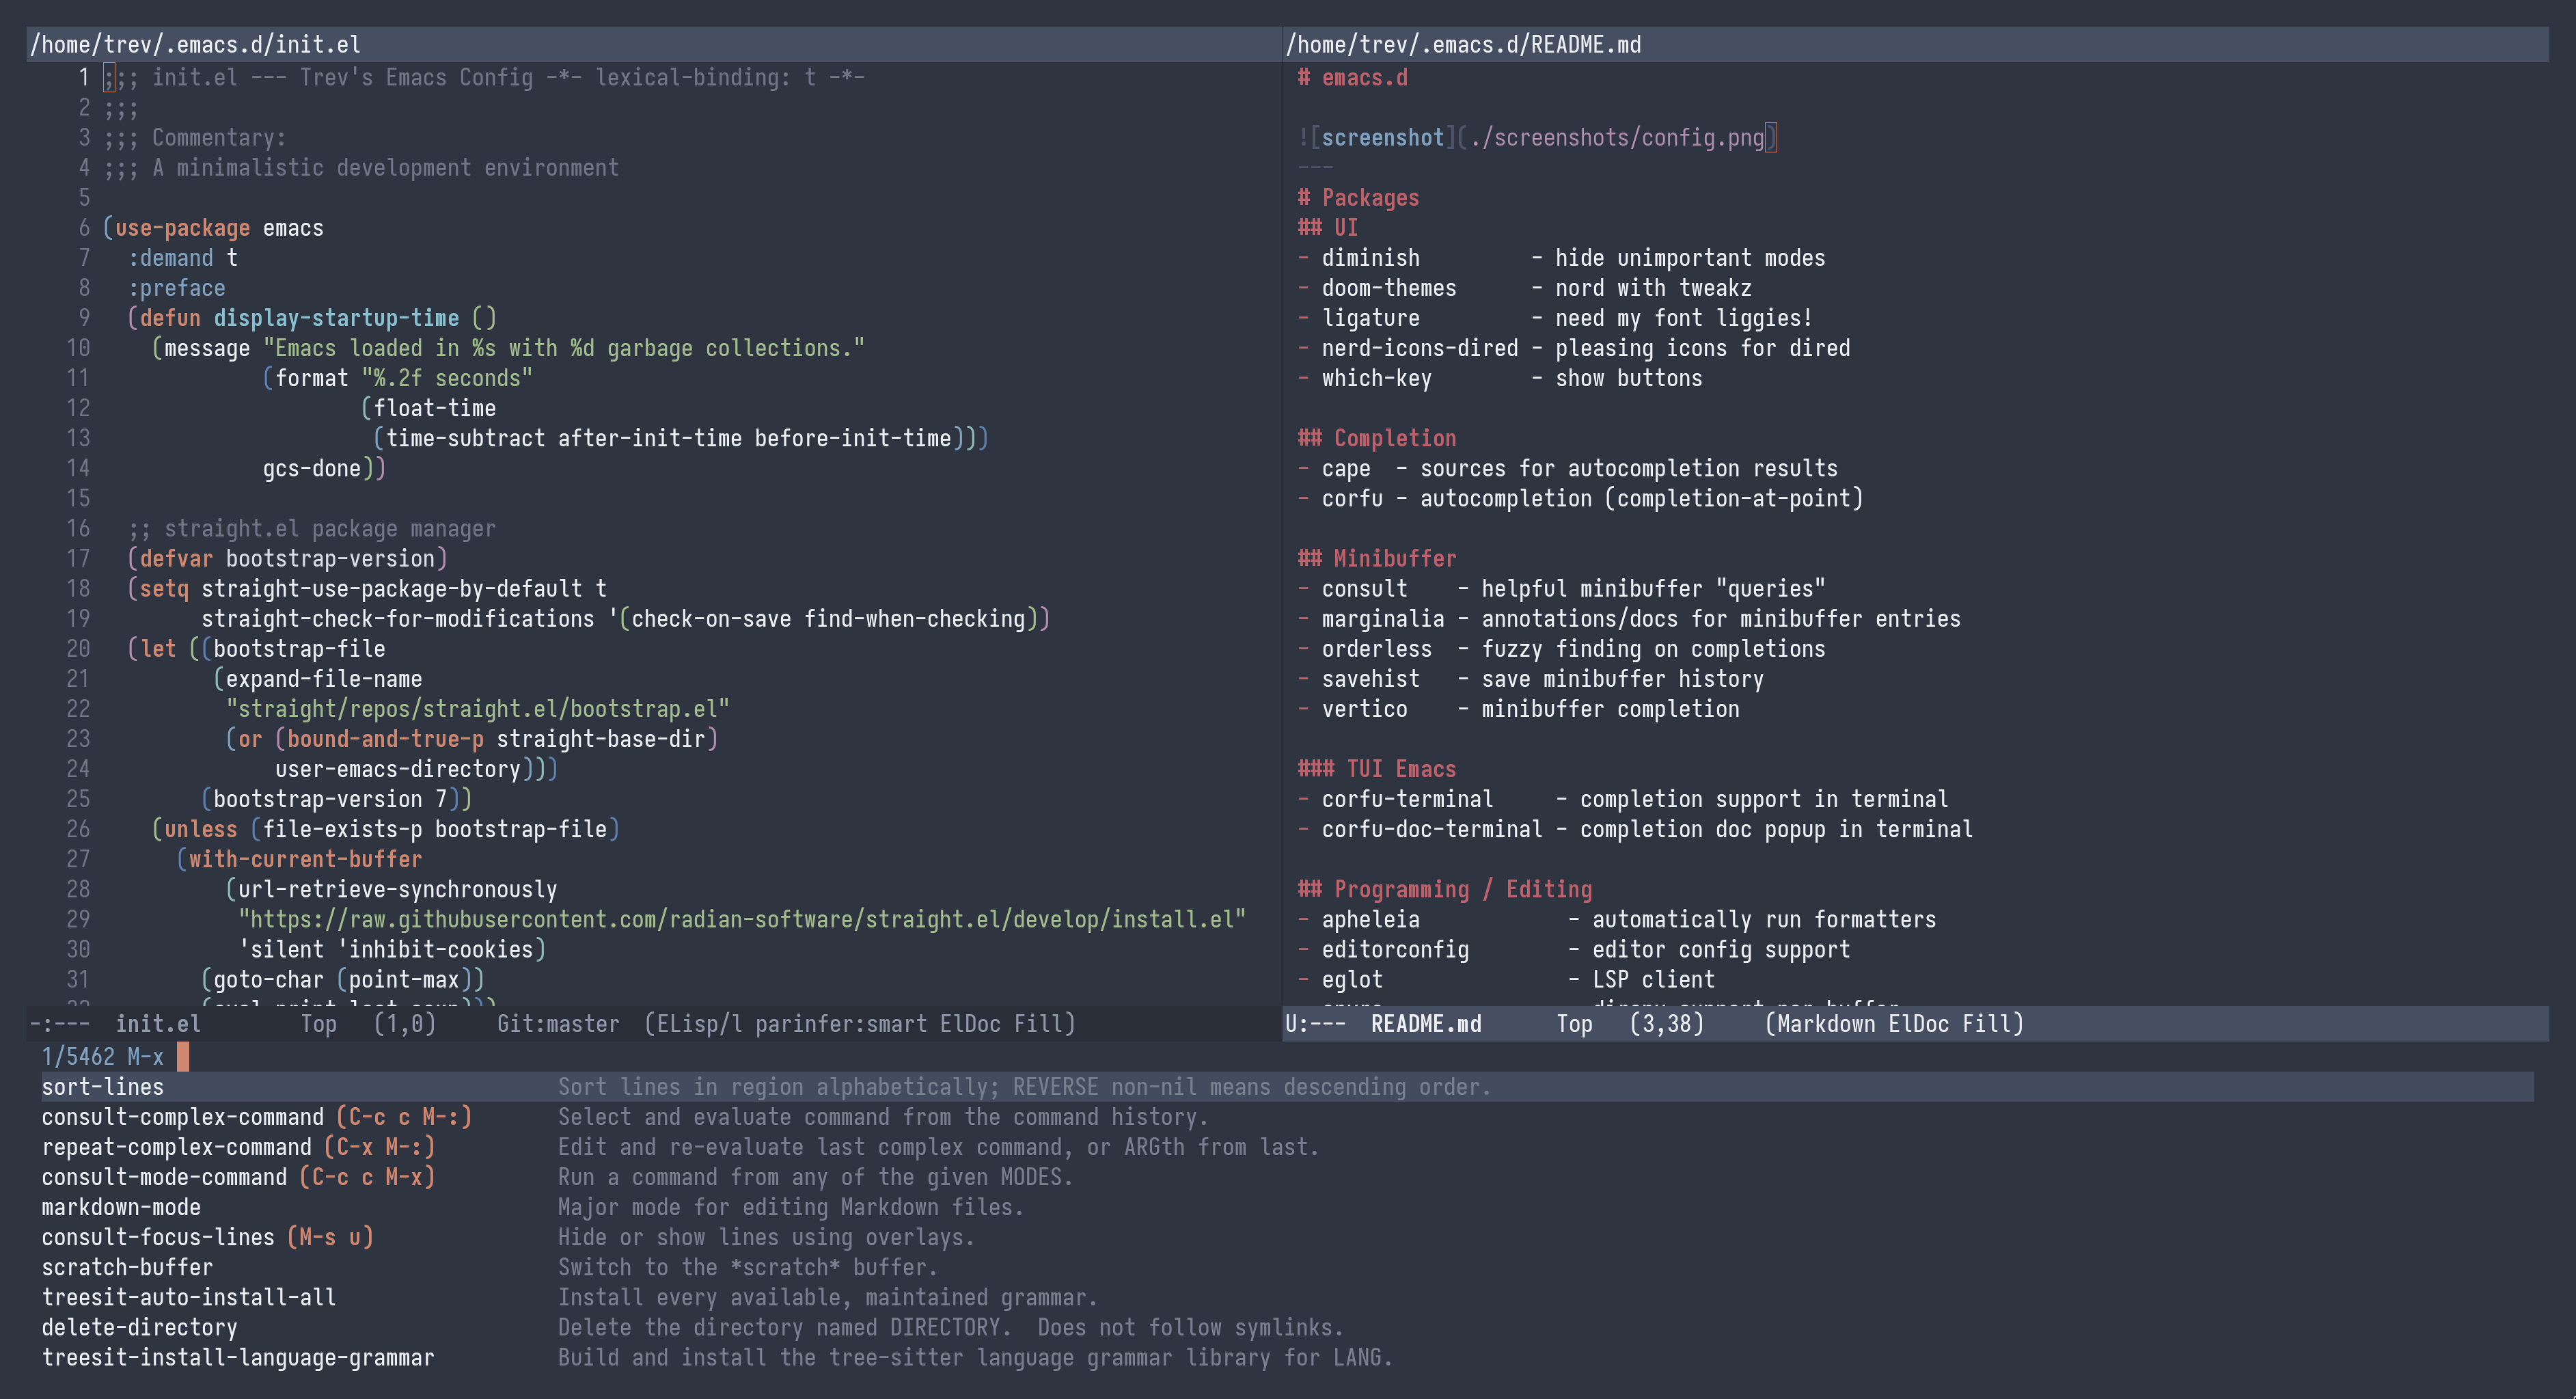 /home/trev/.emacs.d/init.el
1 ;;; init.el --- Trev's Emacs Config -*- lexical-binding: t -*-
2 ;;;
3 ;;; Commentary:
4 ;;; A minimalistic development environment
5
6 (use-package emacs
7   :demand t
8   :preface
9   (defun display-startup-time ()
10     (message "Emacs loaded in %s with %d garbage collections."
11              (format "%.2f seconds"
12                      (float-time
13                       (time-subtract after-init-time before-init-time)))
14              gcs-done))
15
16   ;; straight.el package manager
17   (defvar bootstrap-version)
18   (setq straight-use-package-by-default t
19         straight-check-for-modifications '(check-on-save find-when-checking))
20   (let ((bootstrap-file
21          (expand-file-name
22           "straight/repos/straight.el/bootstrap.el"
23           (or (bound-and-true-p straight-base-dir)
24               user-emacs-directory)))
25         (bootstrap-version 7))
26     (unless (file-exists-p bootstrap-file)
27       (with-current-buffer
28           (url-retrieve-synchronously
29            "https://raw.githubusercontent.com/radian-software/straight.el/develop/install.el"
30            'silent 'inhibit-cookies)
31         (goto-char (point-max))
-:---  init.el        Top   (1,0)     Git:master  (ELisp/l parinfer:smart ElDoc Fill)
/home/trev/.emacs.d/README.md
# emacs.d
![screenshot](./screenshots/config.png)
---
# Packages
## UI
- diminish         - hide unimportant modes
- doom-themes      - nord with tweakz
- ligature         - need my font liggies!
- nerd-icons-dired - pleasing icons for dired
- which-key        - show buttons
## Completion
- cape  - sources for autocompletion results
- corfu - autocompletion (completion-at-point)
## Minibuffer
- consult    - helpful minibuffer "queries"
- marginalia - annotations/docs for minibuffer entries
- orderless  - fuzzy finding on completions
- savehist   - save minibuffer history
- vertico    - minibuffer completion
### TUI Emacs
- corfu-terminal     - completion support in terminal
- corfu-doc-terminal - completion doc popup in terminal
## Programming / Editing
- apheleia            - automatically run formatters
- editorconfig        - editor config support
- eglot               - LSP client
U:---  README.md      Top   (3,38)     (Markdown ElDoc Fill)
1/5462 M-x
sort-lines                                Sort lines in region alphabetically; REVERSE non-nil means descending order.
consult-complex-command (C-c c M-:)       Select and evaluate command from the command history.
repeat-complex-command (C-x M-:)          Edit and re-evaluate last complex command, or ARGth from last.
consult-mode-command (C-c c M-x)          Run a command from any of the given MODES.
markdown-mode                             Major mode for editing Markdown files.
consult-focus-lines (M-s u)               Hide or show lines using overlays.
scratch-buffer                            Switch to the *scratch* buffer.
treesit-auto-install-all                  Install every available, maintained grammar.
delete-directory                          Delete the directory named DIRECTORY.  Does not follow symlinks.
treesit-install-language-grammar          Build and install the tree-sitter language grammar library for LANG.